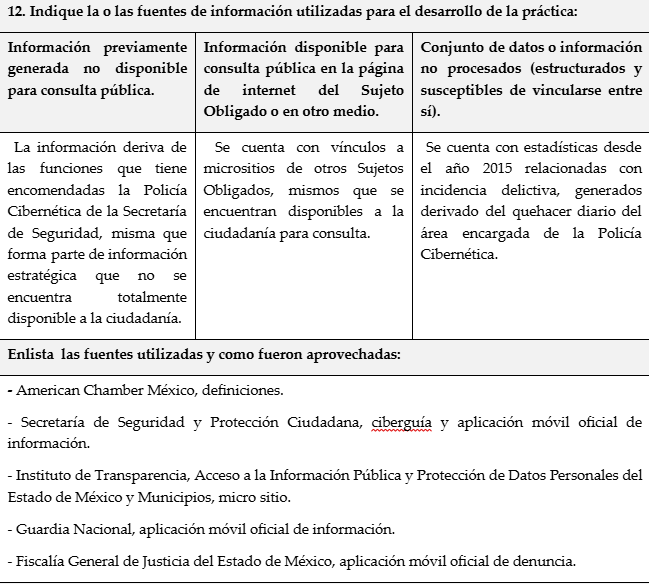 12. Indique la o las fuentes de información utilizadas para el desarrollo de la práctica:
Información previamente
generada no disponible
para consulta pública.
Información disponible para
consulta pública en la página
de internet del Sujeto
Obligado o en otro medio.
Conjunto de datos o información
no procesados (estructurados y
susceptibles de vincularse entre
sí).
La información deriva de
las funciones que tiene
encomendadas la Policía
Cibernética de la Secretaría
de Seguridad, misma que
forma parte de información
estratégica que no se
encuentra totalmente
disponible a la ciudadanía.
Se cuenta con vínculos a
micrositios de otros Sujetos
Obligados, mismos que se
encuentran disponibles a la
ciudadanía para consulta.
Se cuenta con estadísticas desde
el año 2015 relacionadas con
incidencia delictiva, generados
derivado del quehacer diario del
área encargada de la Policía
Cibernética.
Enlista las fuentes utilizadas y como fueron aprovechadas:
- American Chamber México, definiciones.
- Secretaría de Seguridad y Protección Ciudadana, ciberguía y aplicación móvil oficial de
información.
- Instituto de Transparencia, Acceso a la Información Pública y Protección de Datos Personales del
Estado de México y Municipios, micro sitio.
- Guardia Nacional, aplicación móvil oficial de información.
- Fiscalía General de Justicia del Estado de México, aplicación móvil oficial de denuncia.